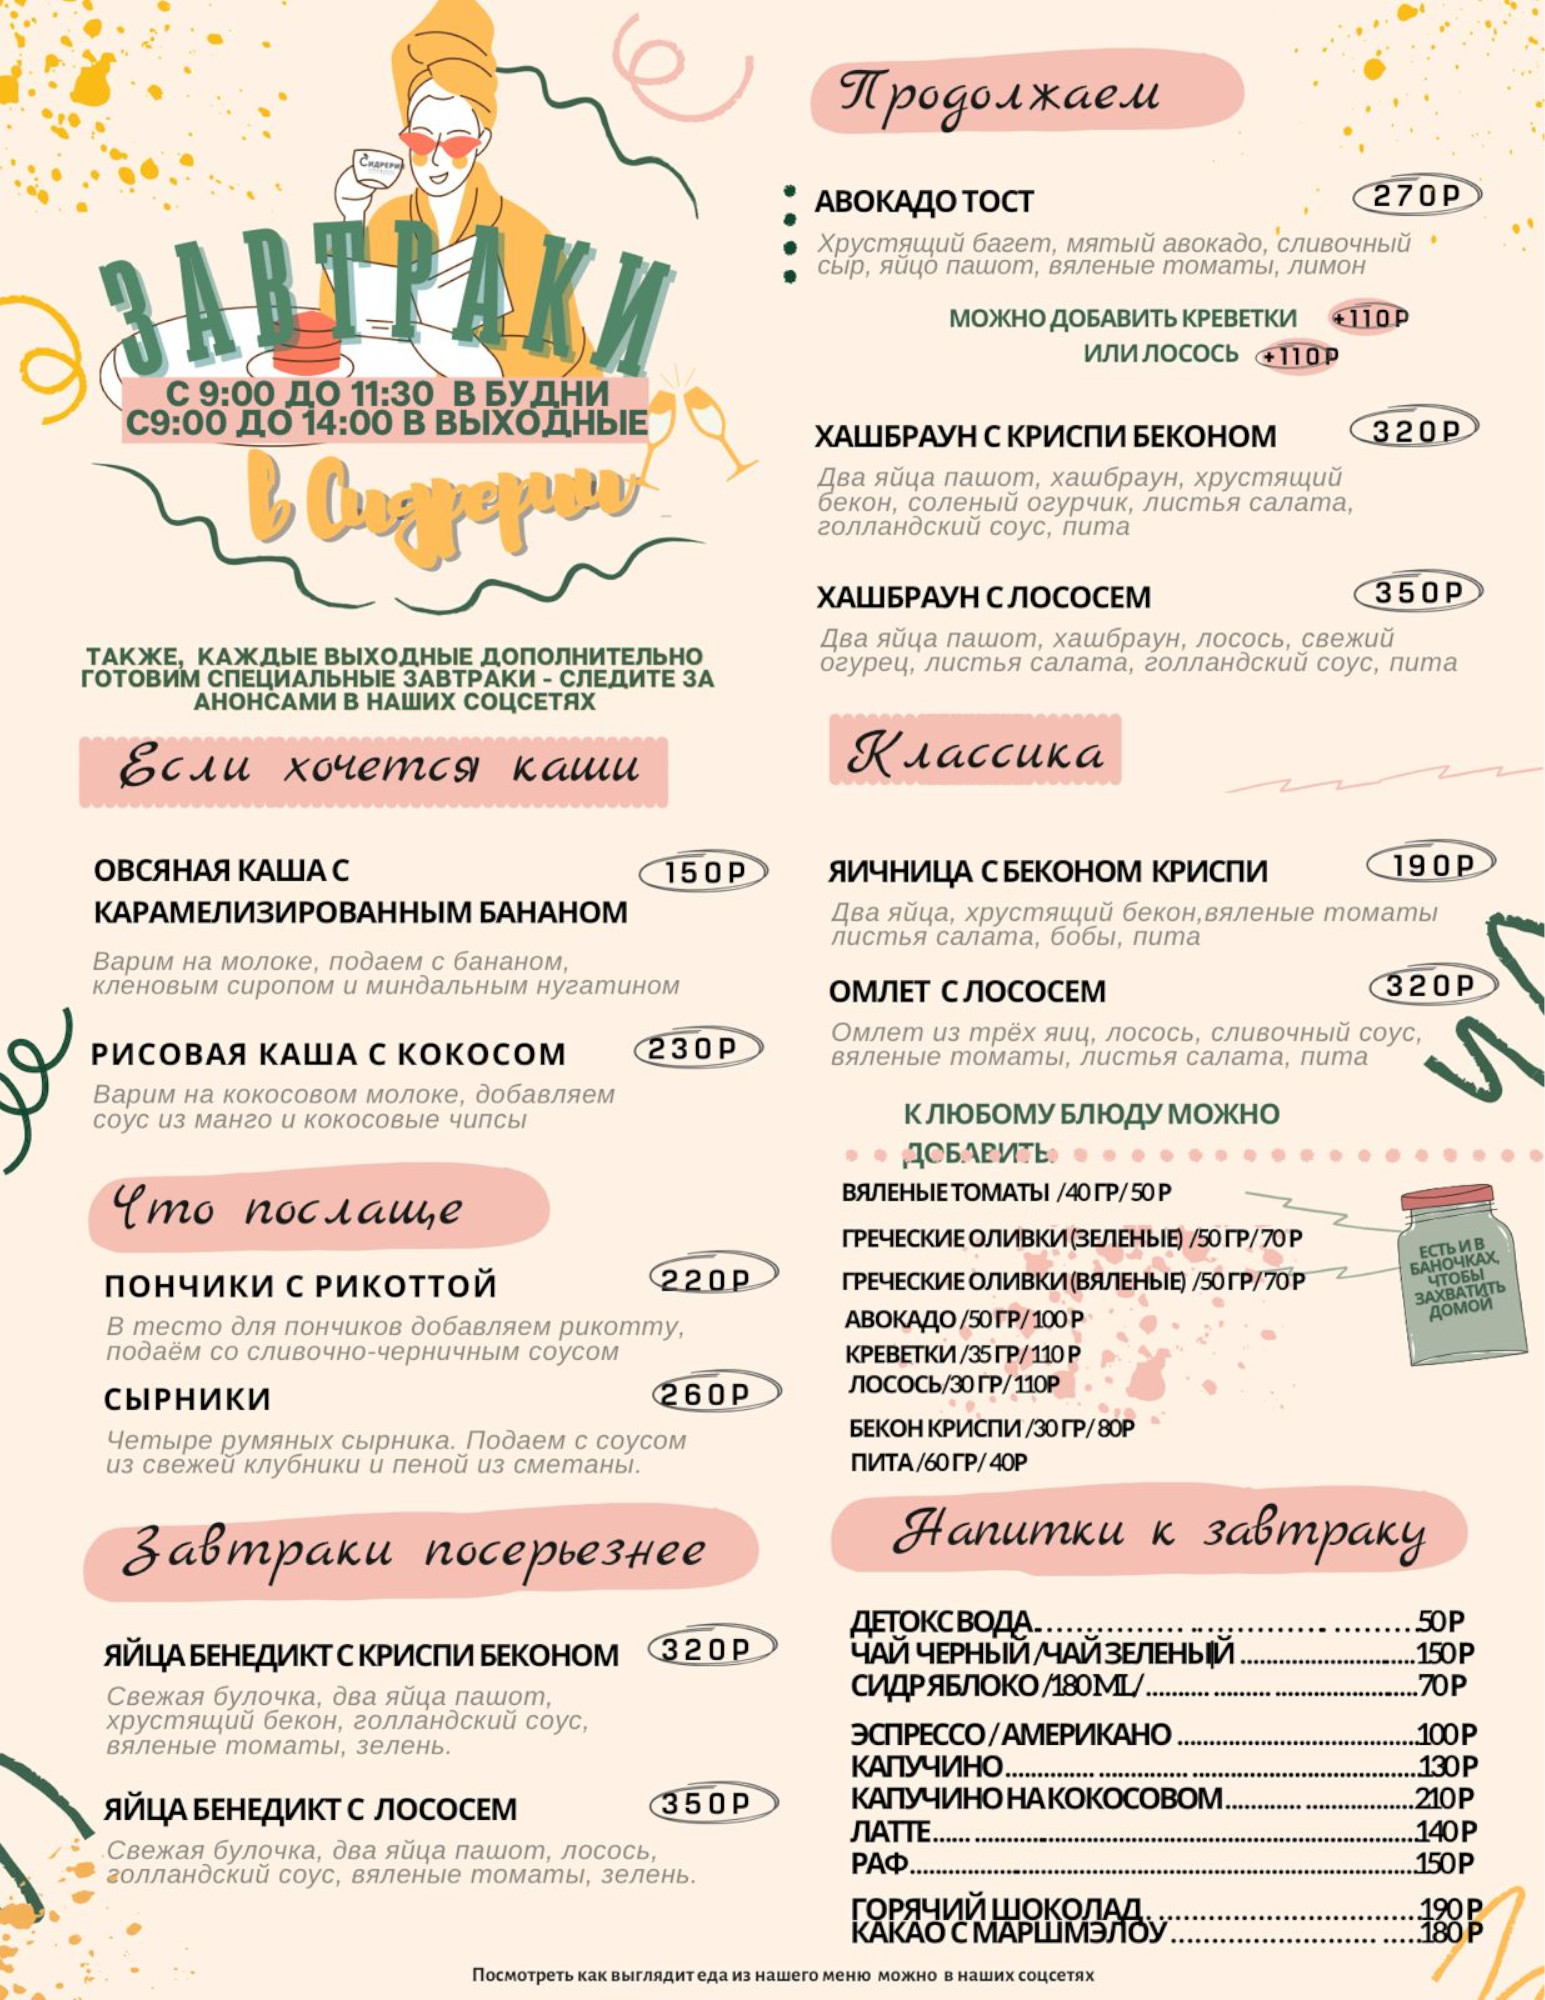 Сидрерия
ЗАВТРАКИ
С 9:00 ДО 11:30 В БУДНИ
С9:00 ДО 14:00 В ВЫХОДНЫЕ
в Сидрерии
ТАКЖЕ, КАЖДЫЕ ВЫХОДНЫЕ ДОПОЛНИТЕЛЬНО
ГОТОВИМ СПЕЦИАЛЬНЫЕ ЗАВТРАКИ - СЛЕДИТЕ ЗА
АНОНСАМИ В НАШИХ СОЦСЕТЯХ
Если хочется каши
ОВСЯНАЯ КАША С 150Р
КАРАМЕЛИЗИРОВАННЫМ БАНАНОМ
Варим на молоке, подаем с бананом,
кленовым сиропом и миндальным нугатином
РИСОВАЯ КАША С КОКОСОМ 230Р
Варим на кокосовом молоке, добавляем
соус из манго и кокосовые чипсы
Что послаще
ПОНЧИКИ С РИКОТТОЙ 220Р
В тесто для пончиков добавляем рикотту,
подаём со сливочно-черничным соусом
СЫРНИКИ 260Р
Четыре румяных сырника. Подаем с соусом
из свежей клубники и пеной из сметаны.
Завтраки посерьезнее
ЯЙЦА БЕНЕДИКТ С КРИСПИ БЕКОНОМ 320Р
Свежая булочка, два яйца пашот,
хрустящий бекон, голландский соус,
вяленые томаты, зелень.
ЯЙЦА БЕНЕДИКТ С ЛОСОСЕМ 350Р
Свежая булочка, два яйца пашот, лосось,
голландский соус, вяленые томаты, зелень.
Продолжаем
АВОКАДО ТОСТ 270Р
Хрустящий багет, мятый авокадо, сливочный
сыр, яйцо пашот, вяленые томаты, лимон
МОЖНО ДОБАВИТЬ КРЕВЕТКИ +110Р
ИЛИ ЛОСОСЬ +110Р
ХАШБРАУН С КРИСПИ БЕКОНОМ 320Р
Два яйца пашот, хашбраун, хрустящий
бекон, соленый огурчик, листья салата,
голландский соус, пита
ХАШБРАУН С ЛОСОСЕМ 350Р
Два яйца пашот, хашбраун, лосось, свежий
огурец, листья салата, голландский соус, пита
Классика
ЯИЧНИЦА С БЕКОНОМ КРИСПИ 190Р
Два яйца, хрустящий бекон,вяленые томаты
листья салата, бобы, пита
ОМЛЕТ С ЛОСОСЕМ 320Р
Омлет из трёх яиц, лосось, сливочный соус,
вяленые томаты, листья салата, пита
К ЛЮБОМУ БЛЮДУ МОЖНО
ДОБАВИТЬ:
ВЯЛЕНЫЕ ТОМАТЫ /40 ГР/ 50 Р
ГРЕЧЕСКИЕ ОЛИВКИ (ЗЕЛЕНЫЕ) /50 ГР/ 70 Р
ГРЕЧЕСКИЕ ОЛИВКИ (ВЯЛЕНЫЕ) /50 ГР/ 70Р
АВОКАДО /50 ГР/ 100 Р
КРЕВЕТКИ /35 ГР/ 110 Р
ЛОСОСЬ/30 ГР/ 110Р
БЕКОН КРИСПИ /30 ГР/ 80Р
ПИТА /60 ГР/ 40Р
ЕСТЬ И В
БАНОЧКАХ,
ЧТОБЫ
ЗАХВАТИТЬ
ДОМОЙ
Напитки к завтраку
ДЕТОКС ВОДА..........50 Р
ЧАЙ ЧЕРНЫЙ /ЧАЙ ЗЕЛЕНЫЙ..........150 Р
СИДР ЯБЛОКО /180 ML/..........70 Р
ЭСПРЕССО / АМЕРИКАНО..........100 Р
КАПУЧИНО..........130 Р
КАПУЧИНО НА КОКОСОВОМ..........210 Р
ЛАТТЕ..........140 Р
РАФ..........150 Р
ГОРЯЧИЙ ШОКОЛАД..........190 Р
КАКАО С МАРШМЭЛОУ..........180 Р
Посмотреть как выглядит еда из нашего меню можно в наших соцсетях